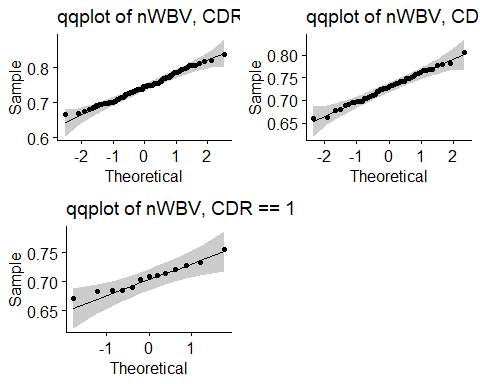 qqplot of nWBV, CDR
0.8
0.7
0.6
Sample
-2 -1 0 1 2
Theoretical
qqplot of nWBV, CD
0.80
0.75
0.70
0.65
Sample
-2 -1 0 1 2
Theoretical
qqplot of nWBV, CDR == 1
0.75
0.70
0.65
Sample
-1 0 1
Theoretical